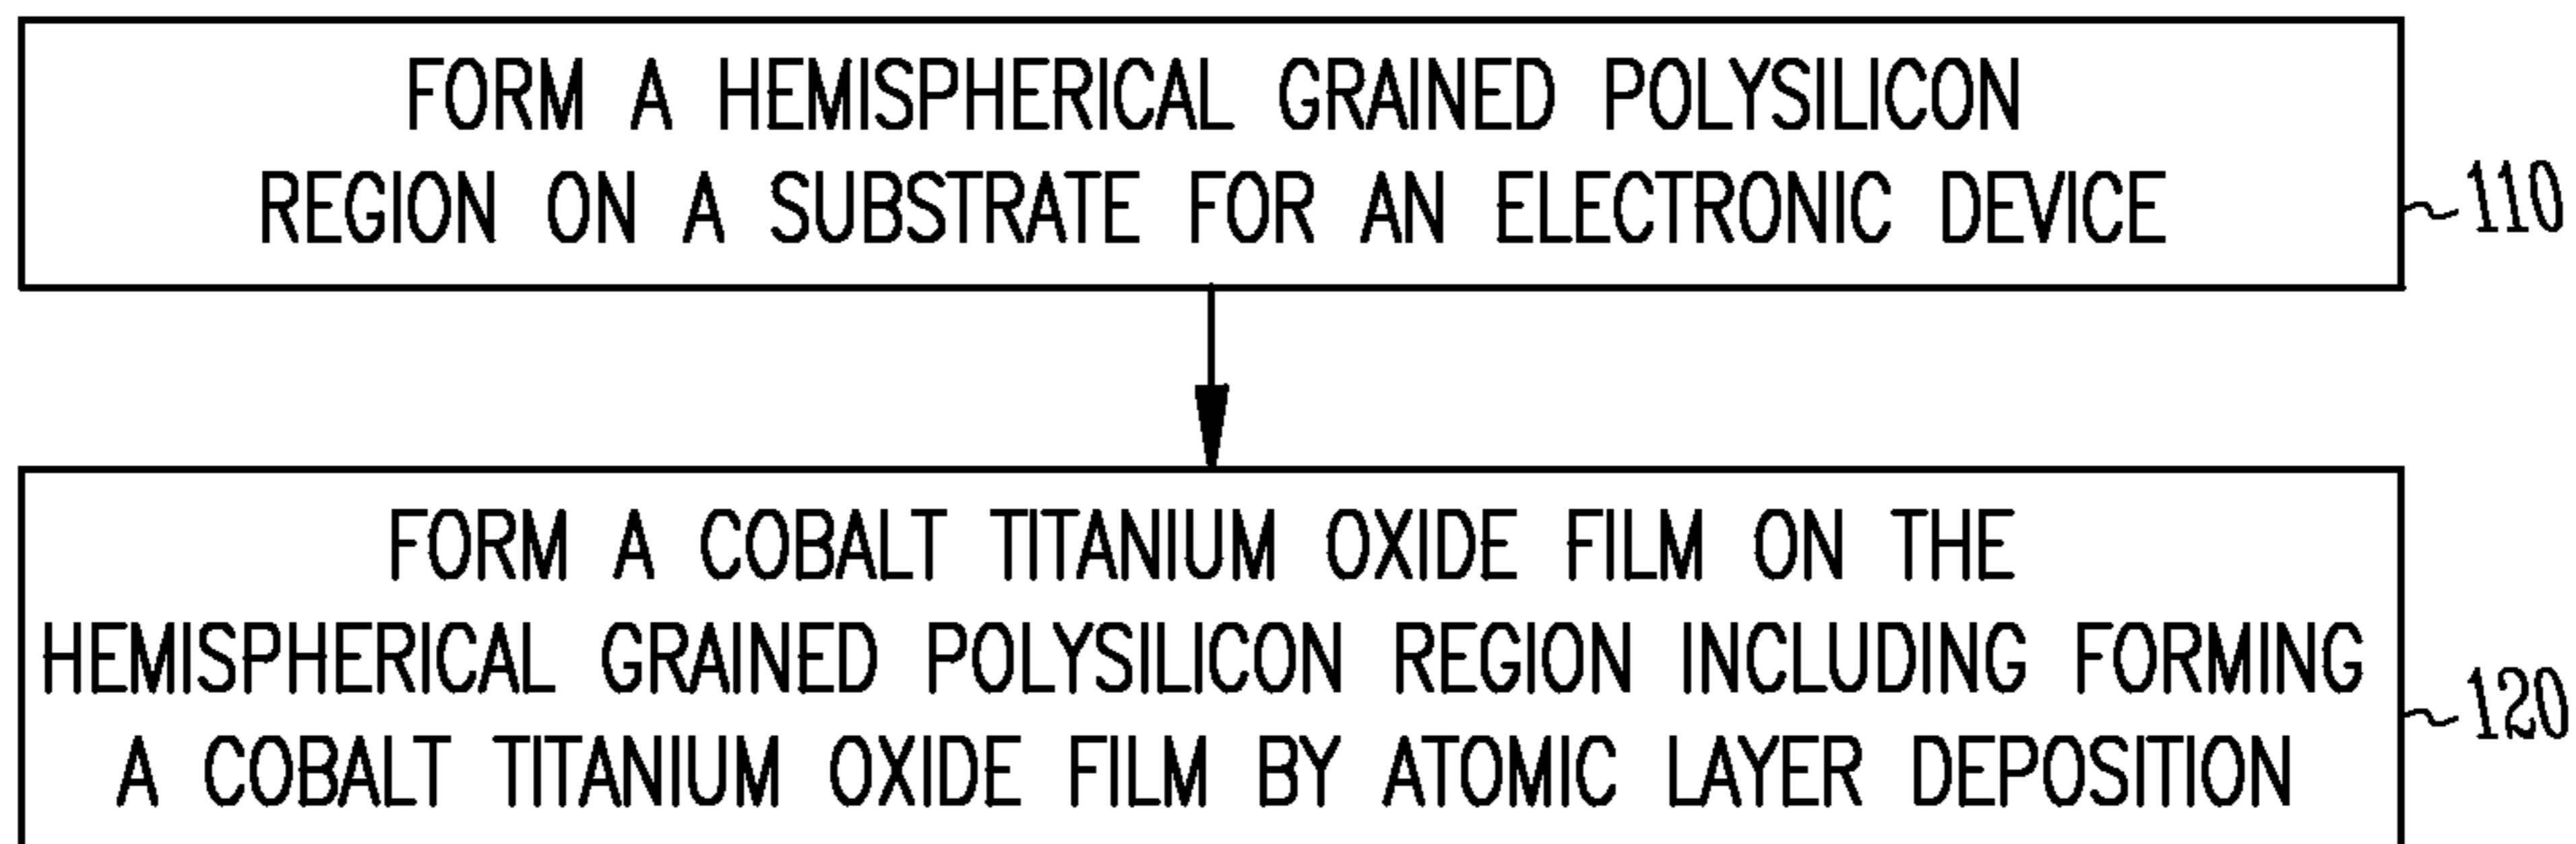 FORM A HEMISPHERICAL GRAINED POLYSILICON
REGION ON A SUBSTRATE FOR AN ELECTRONIC DEVICE
110
FORM A COBALT TITANIUM OXIDE FILM ON THE
HEMISPHERICAL GRAINED POLYSILICON REGION INCLUDING FORMING
A COBALT TITANIUM OXIDE FILM BY ATOMIC LAYER DEPOSITION
120